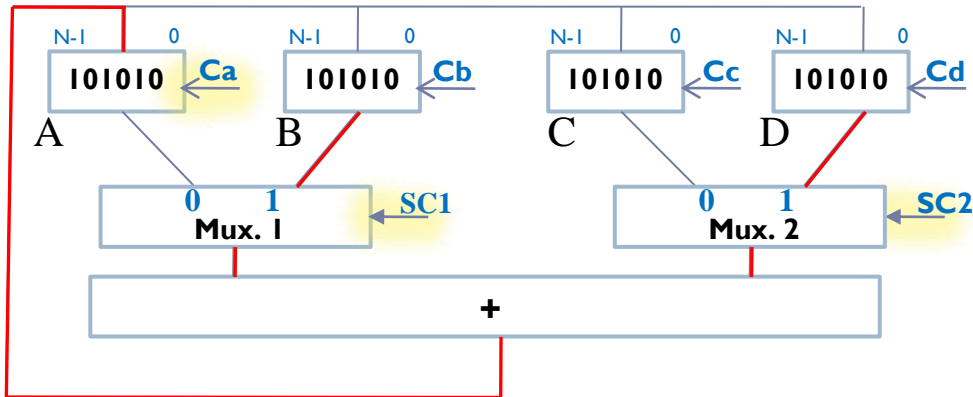 N-1 0 N-1 0 N-1 0 N-1 0
101010 Ca 101010 Cb 101010 Cc 101010 Cd
A B C D
0 1 SC1 0 1 SC2
Mux. 1 Mux. 2
+